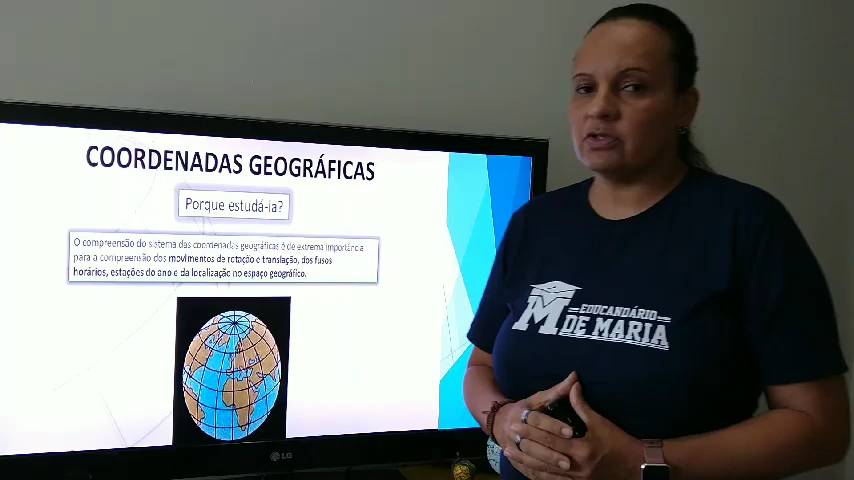 COORDENADAS GEOGRÁFICAS
Porque estudá-la?
O compreensão do sistema das coordenadas geográficas é de extrema importância
para a compreensão dos movimentos de rotação e translação, dos fusos
horários, estações do ano e da localização no espaço geográfico.
EDUCANDÁRIO
M DE MARIA
LG